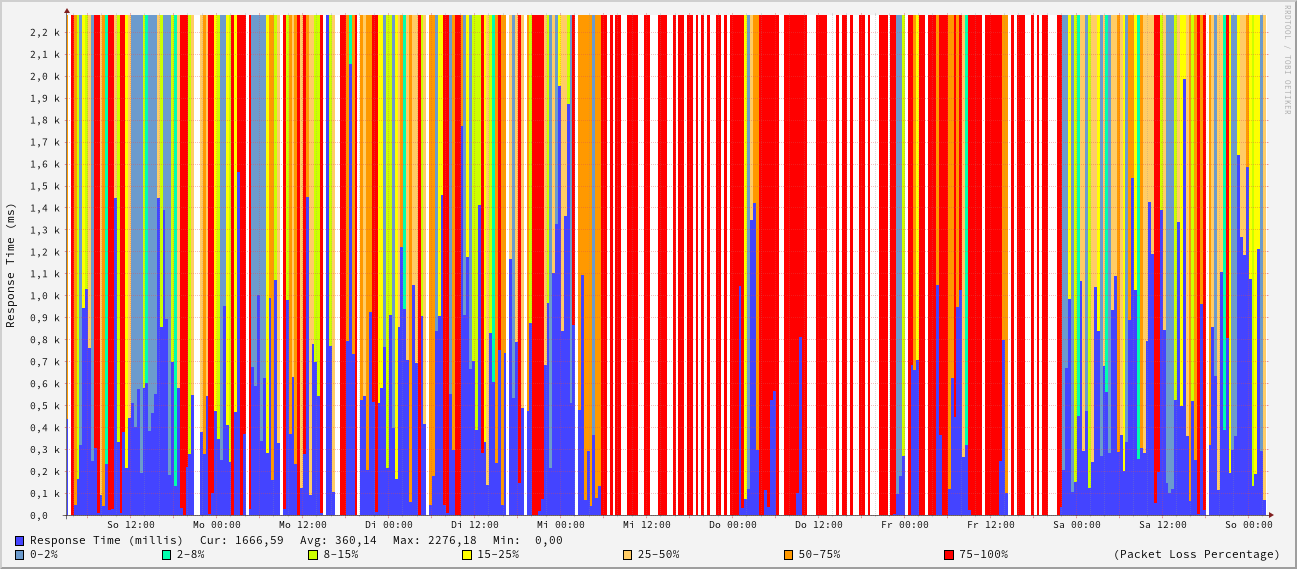 RRDTOOL / TOBI OETIKER
Response Time (ms)
2,2 k
2,1 k
2,0 k
1,9 k
1,8 k
1,7 k
1,6 k
1,5 k
1,4 k
1,3 k
1,2 k
1,1 k
1,0 k
0,9 k
0,8 k
0,7 k
0,6 k
0,5 k
0,4 k
0,3 k
0,2 k
0,1 k
0,0
So 12:00 Mo 00:00 Mo 12:00 Di 00:00 Di 12:00 Mi 00:00 Mi 12:00 Do 00:00 Do 12:00 Fr 00:00 Fr 12:00 Sa 00:00 Sa 12:00 So 00:00
Response Time (millis) Cur: 1666,59 Avg: 360,14 Max: 2276,18 Min: 0,00
0-2% 2-8% 8-15% 15-25% 25-50% 50-75% 75-100% (Packet Loss Percentage)